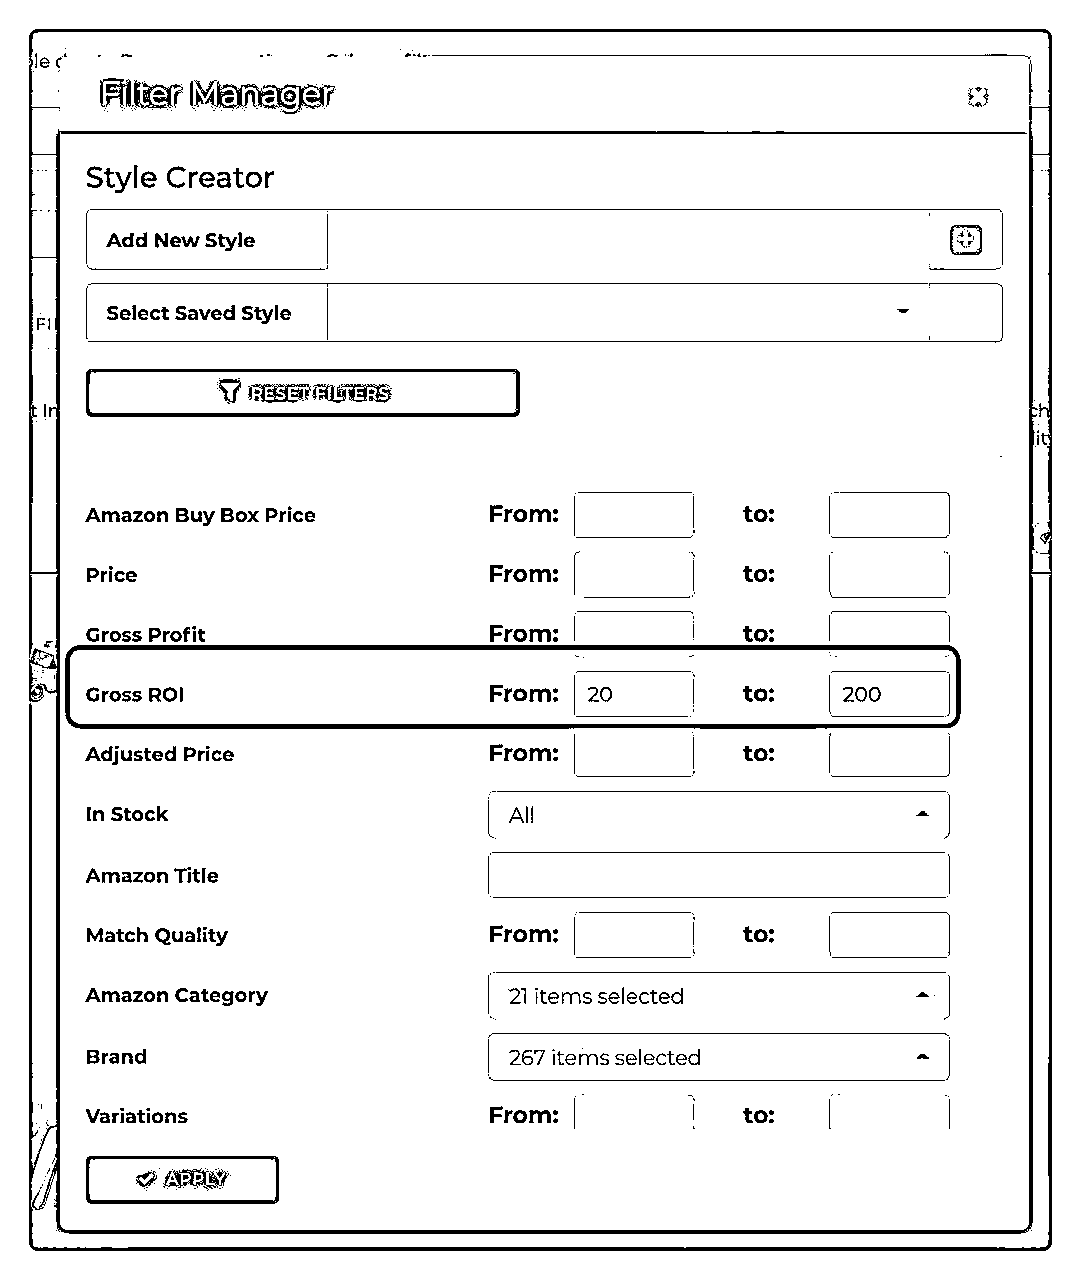 Filter Manager
Style Creator
Add New Style
Select Saved Style
RESET FILTERS
Amazon Buy Box Price From: to:
Price From: to:
Gross Profit From: to:
Gross ROI From: 20 to: 200
Adjusted Price From: to:
In Stock All
Amazon Title
Match Quality From: to:
Amazon Category 21 items selected
Brand 267 items selected
Variations From: to:
APPLY